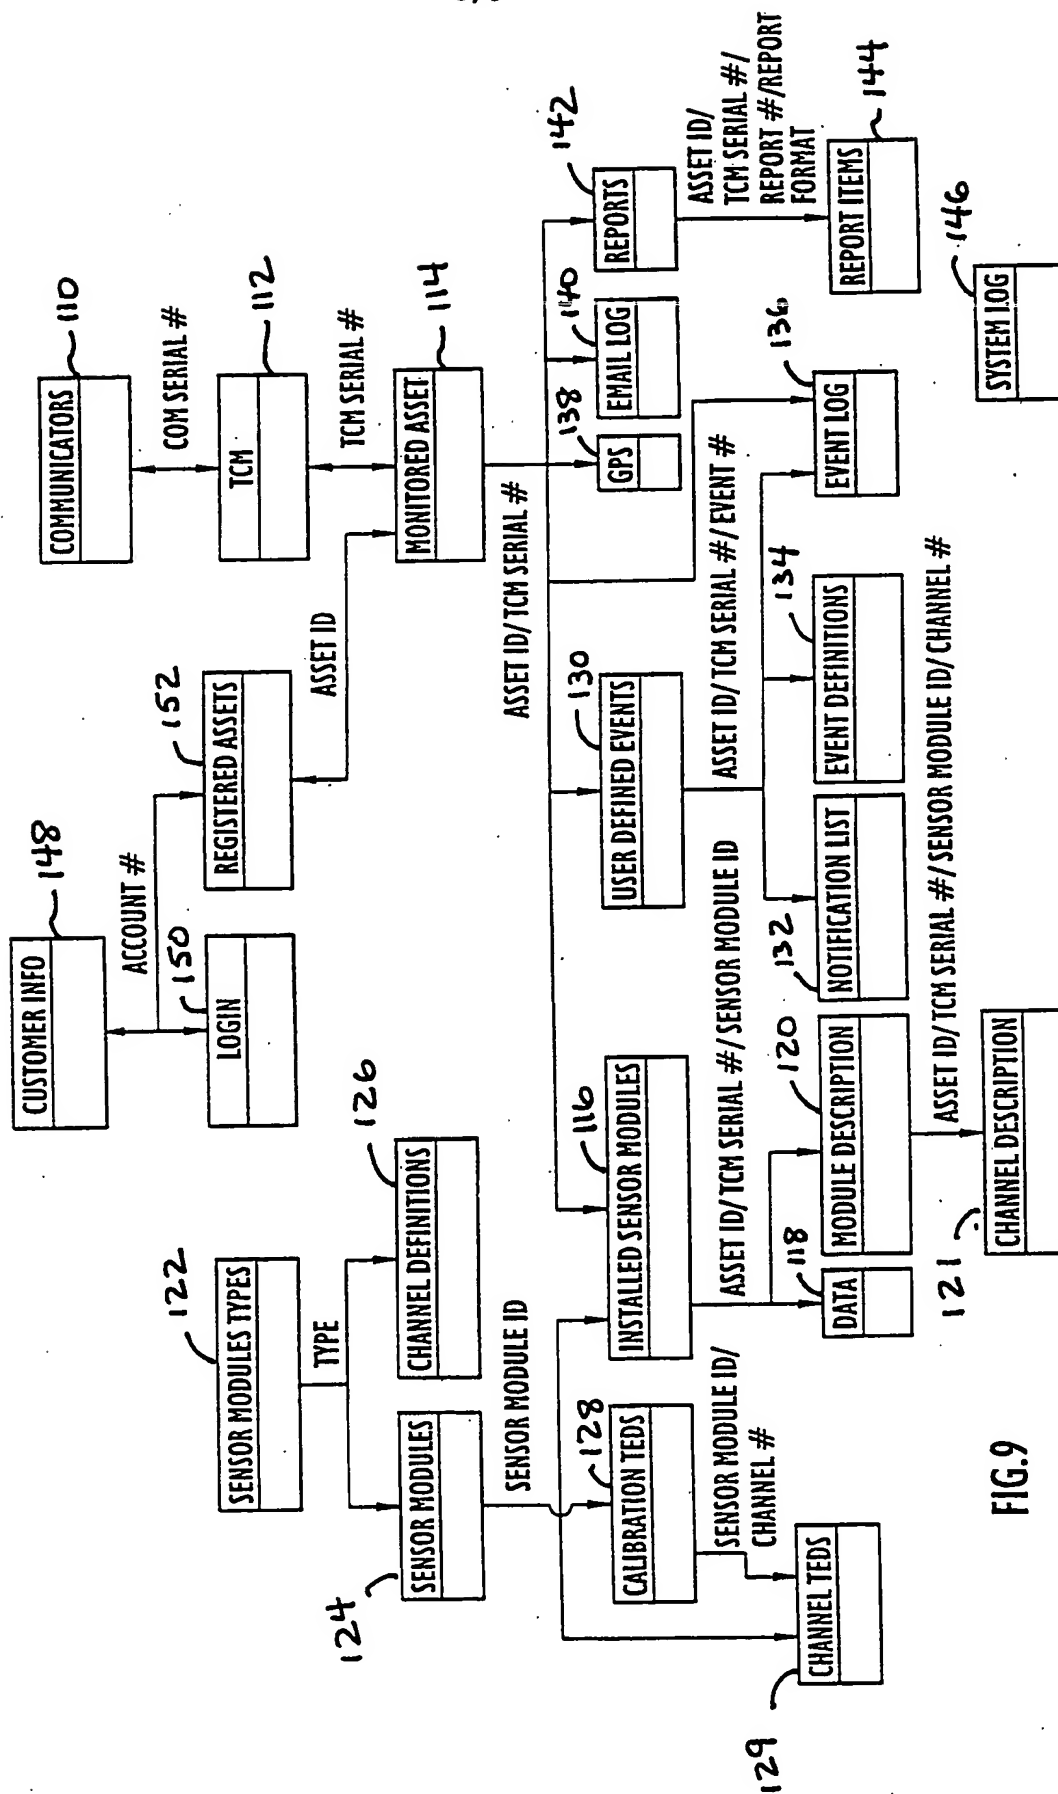 CUSTOMER INFO
148
ACCOUNT #
150
LOGIN
152
REGISTERED ASSETS
ASSET ID
COMMUNICATORS
110
COM SERIAL #
TCM
112
TCM SERIAL #
MONITORED ASSET
114
SENSOR MODULES TYPES
122
TYPE
SENSOR MODULES
124
CHANNEL DEFINITIONS
126
SENSOR MODULE ID
ASSET ID/TCM SERIAL #
CALIBRATION TEDS
128
INSTALLED SENSOR MODULES
116
USER DEFINED EVENTS
130
GPS
138
EMAIL LOG
140
REPORTS
142
SENSOR MODULE ID/
CHANNEL #
ASSET ID/TCM SERIAL #/SENSOR MODULE ID
ASSET ID/TCM SERIAL #/EVENT #
ASSET ID/
TCM SERIAL #/
REPORT #/REPORT
FORMAT
CHANNEL TEDS
129
DATA
118
MODULE DESCRIPTION
120
NOTIFICATION LIST
132
EVENT DEFINITIONS
134
EVENT LOG
136
REPORT ITEMS
144
ASSET ID/TCM SERIAL #/SENSOR MODULE ID/CHANNEL #
CHANNEL DESCRIPTION
121
SYSTEM LOG
146
FIG.9